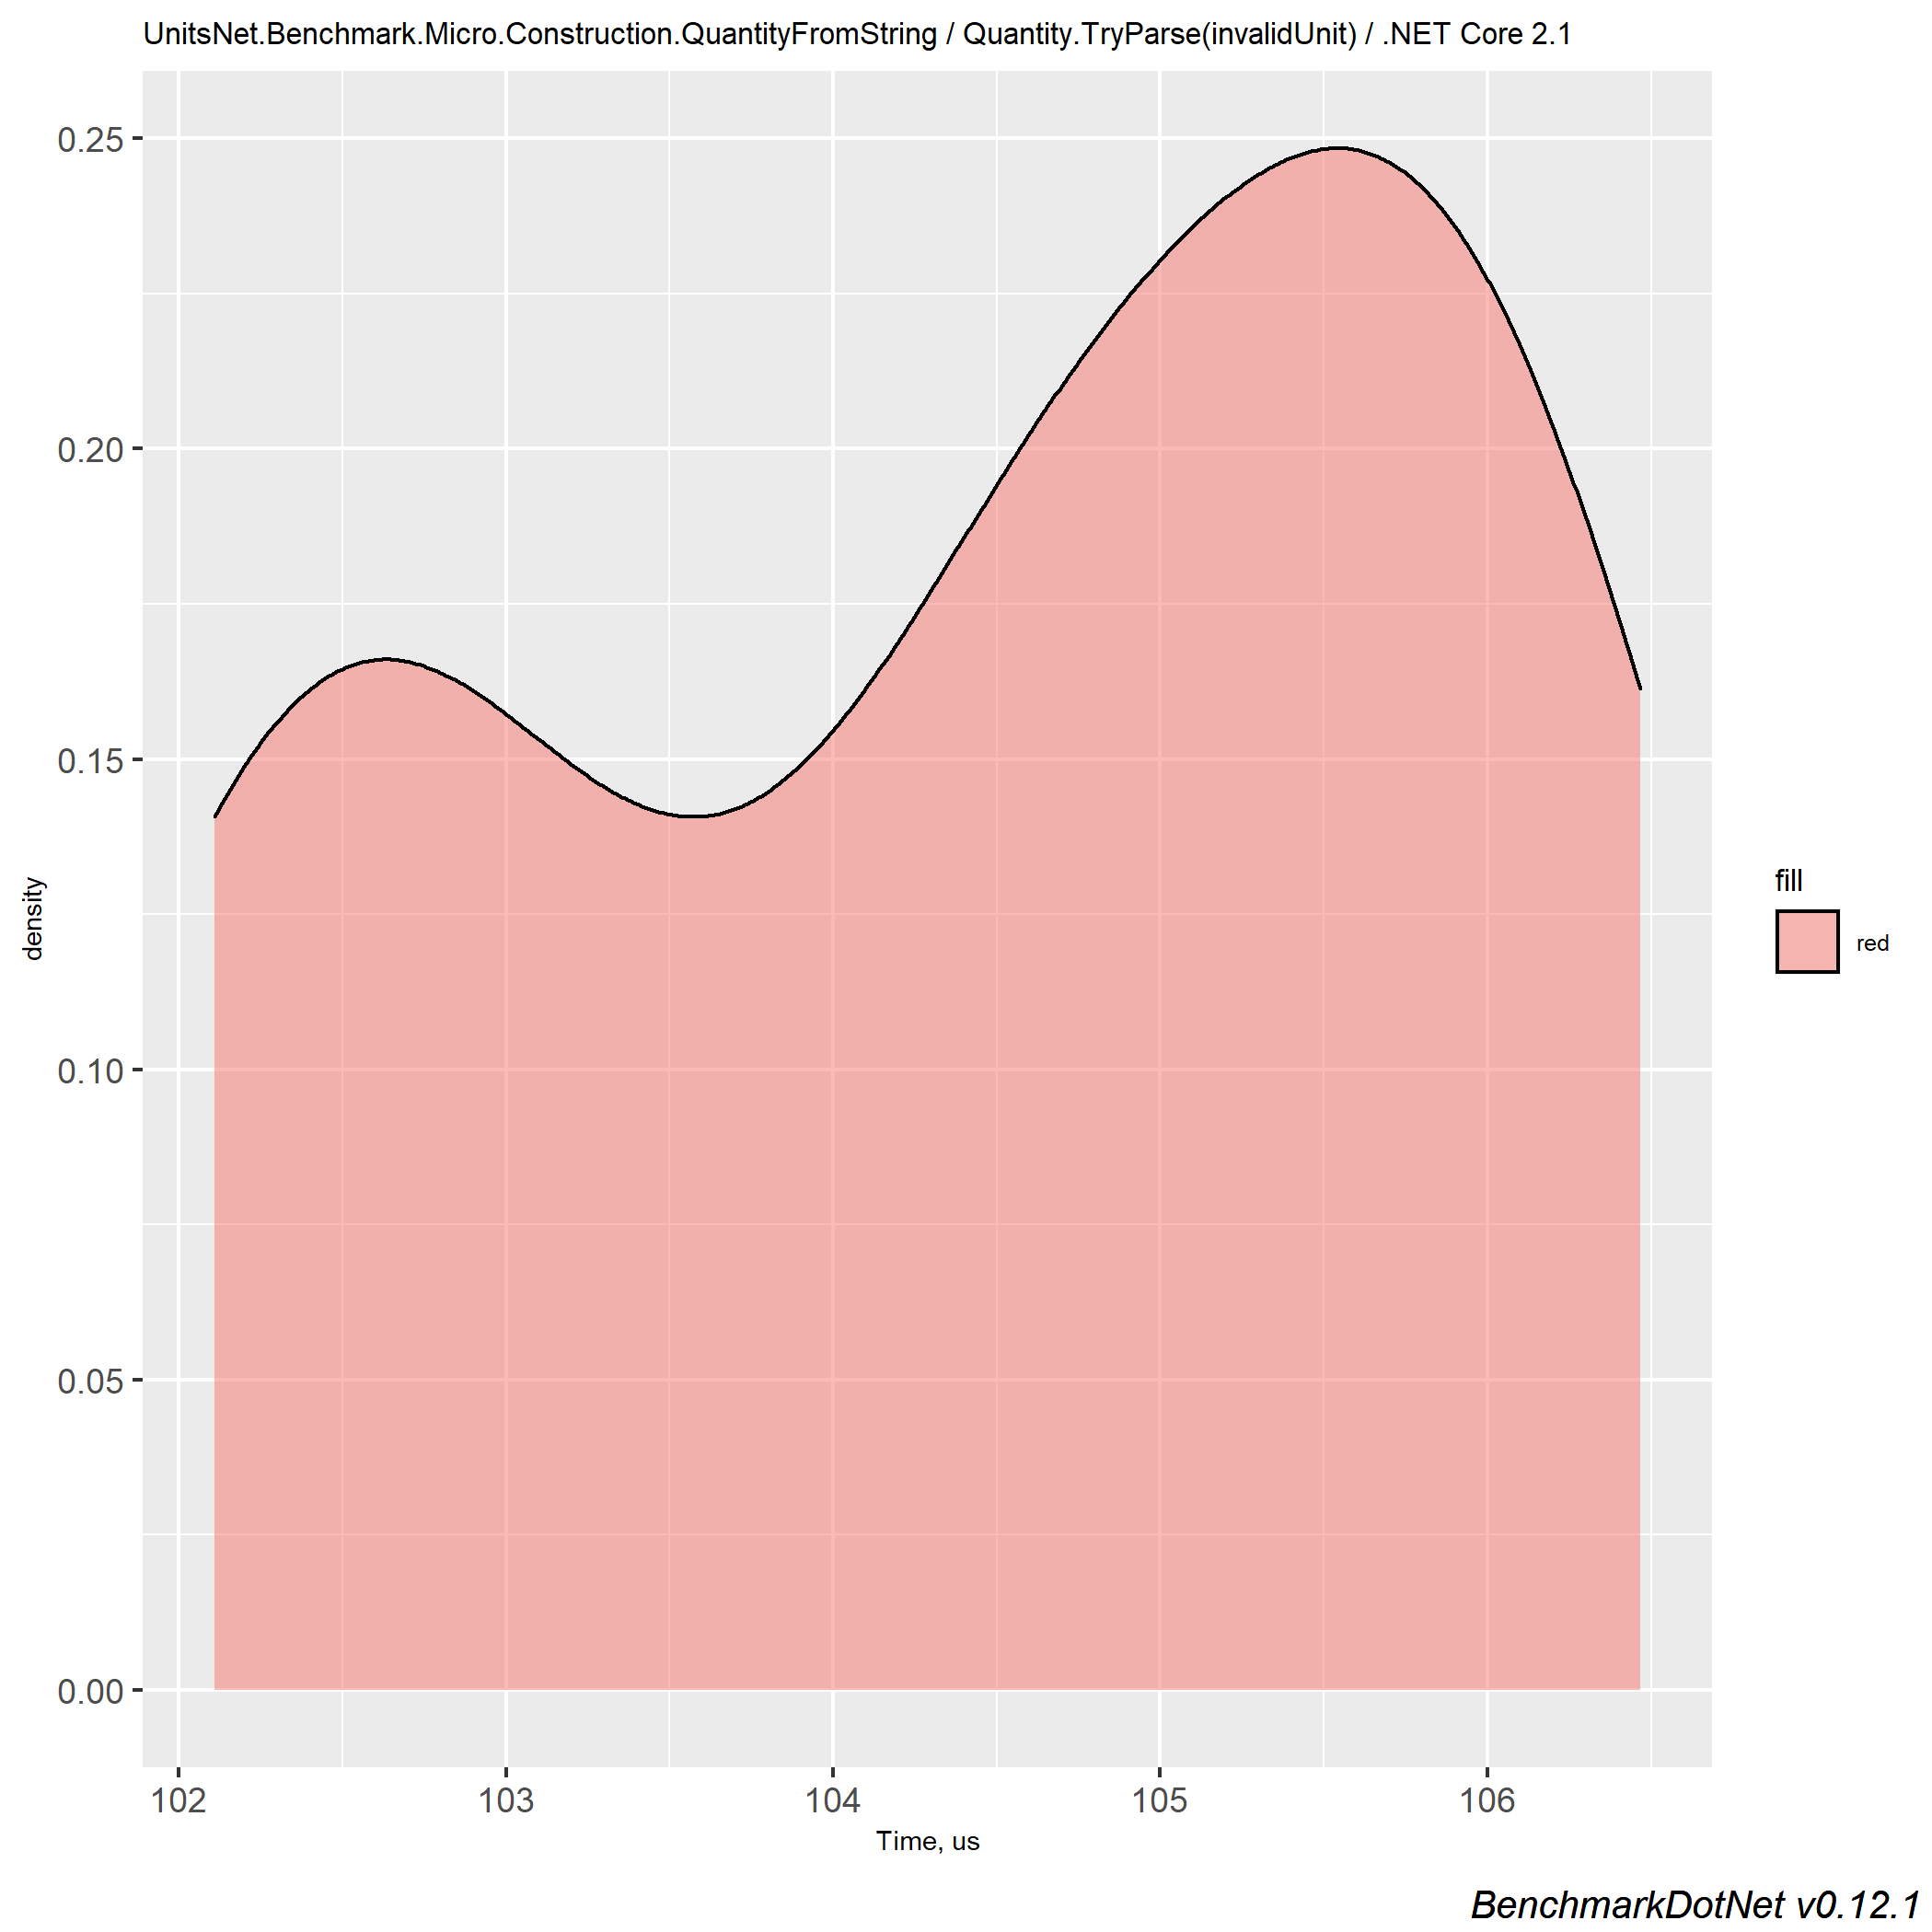 UnitsNet.Benchmark.Micro.Construction.QuantityFromString / Quantity.TryParse(invalidUnit) / .NET Core 2.1
0.25
0.20
0.15
0.10
0.05
0.00
density
102 103 104 105 106
Time, us
fill
red
BenchmarkDotNet v0.12.1